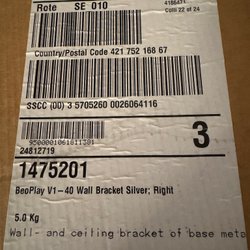 Rote SE 010
4186471
Colli 22 of 24
Country/Postal Code 421 752 168 67
SSCC (00) 3 5705260 0026064116
3
24812719
1475201
BeoPlay V1-40 Wall Bracket Silver; Right
5.0 Kg
Wall- and ceiling bracket of base meta